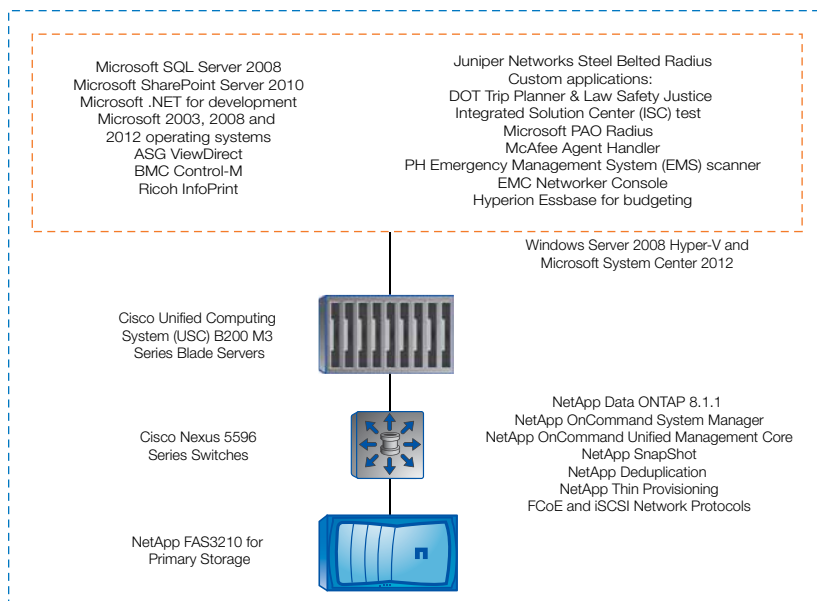 Microsoft SQL Server 2008
Microsoft SharePoint Server 2010
Microsoft .NET for development
Microsoft 2003, 2008 and
2012 operating systems
ASG ViewDirect
BMC Control-M
Ricoh InfoPrint
Juniper Networks Steel Belted Radius
Custom applications:
DOT Trip Planner & Law Safety Justice
Integrated Solution Center (ISC) test
Microsoft PAO Radius
McAfee Agent Handler
PH Emergency Management System (EMS) scanner
EMC Networker Console
Hyperion Essbase for budgeting
Windows Server 2008 Hyper-V and
Microsoft System Center 2012
Cisco Unified Computing
System (USC) B200 M3
Series Blade Servers
Cisco Nexus 5596
Series Switches
NetApp Data ONTAP 8.1.1
NetApp OnCommand System Manager
NetApp OnCommand Unified Management Core
NetApp SnapShot
NetApp Deduplication
NetApp Thin Provisioning
FCoE and iSCSI Network Protocols
NetApp FAS3210 for
Primary Storage